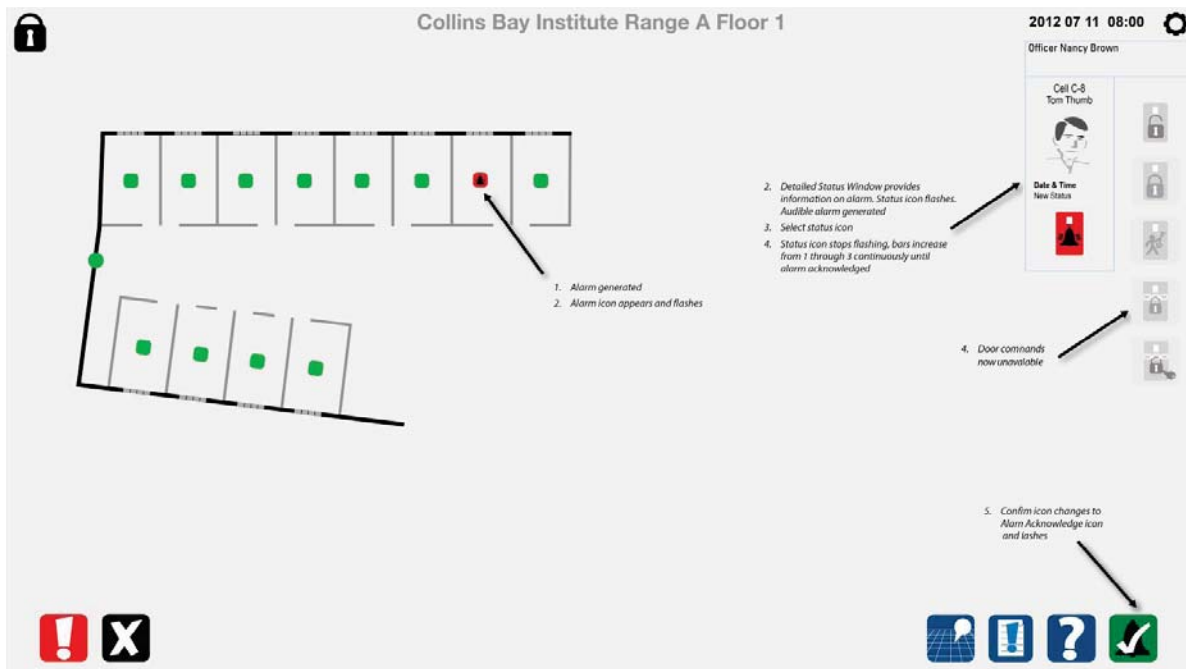 Collins Bay Institute Range A Floor 1
2012 07 11 08:00
Officer Nancy Brown
Cell C-8
Tom Thumb
Date & Time
New Status
2. Detailed Status Window provides
information on alarm. Status icon flashes.
Audible alarm generated
3. Select status icon
4. Status icon stops flashing, bars increase
from 1 through 3 continuously until
alarm acknowledged
1. Alarm generated
2. Alarm icon appears and flashes
4. Door comnands
now unavalable
5. Confim icon changes to
Alarn Acknowledge icon
and lashes